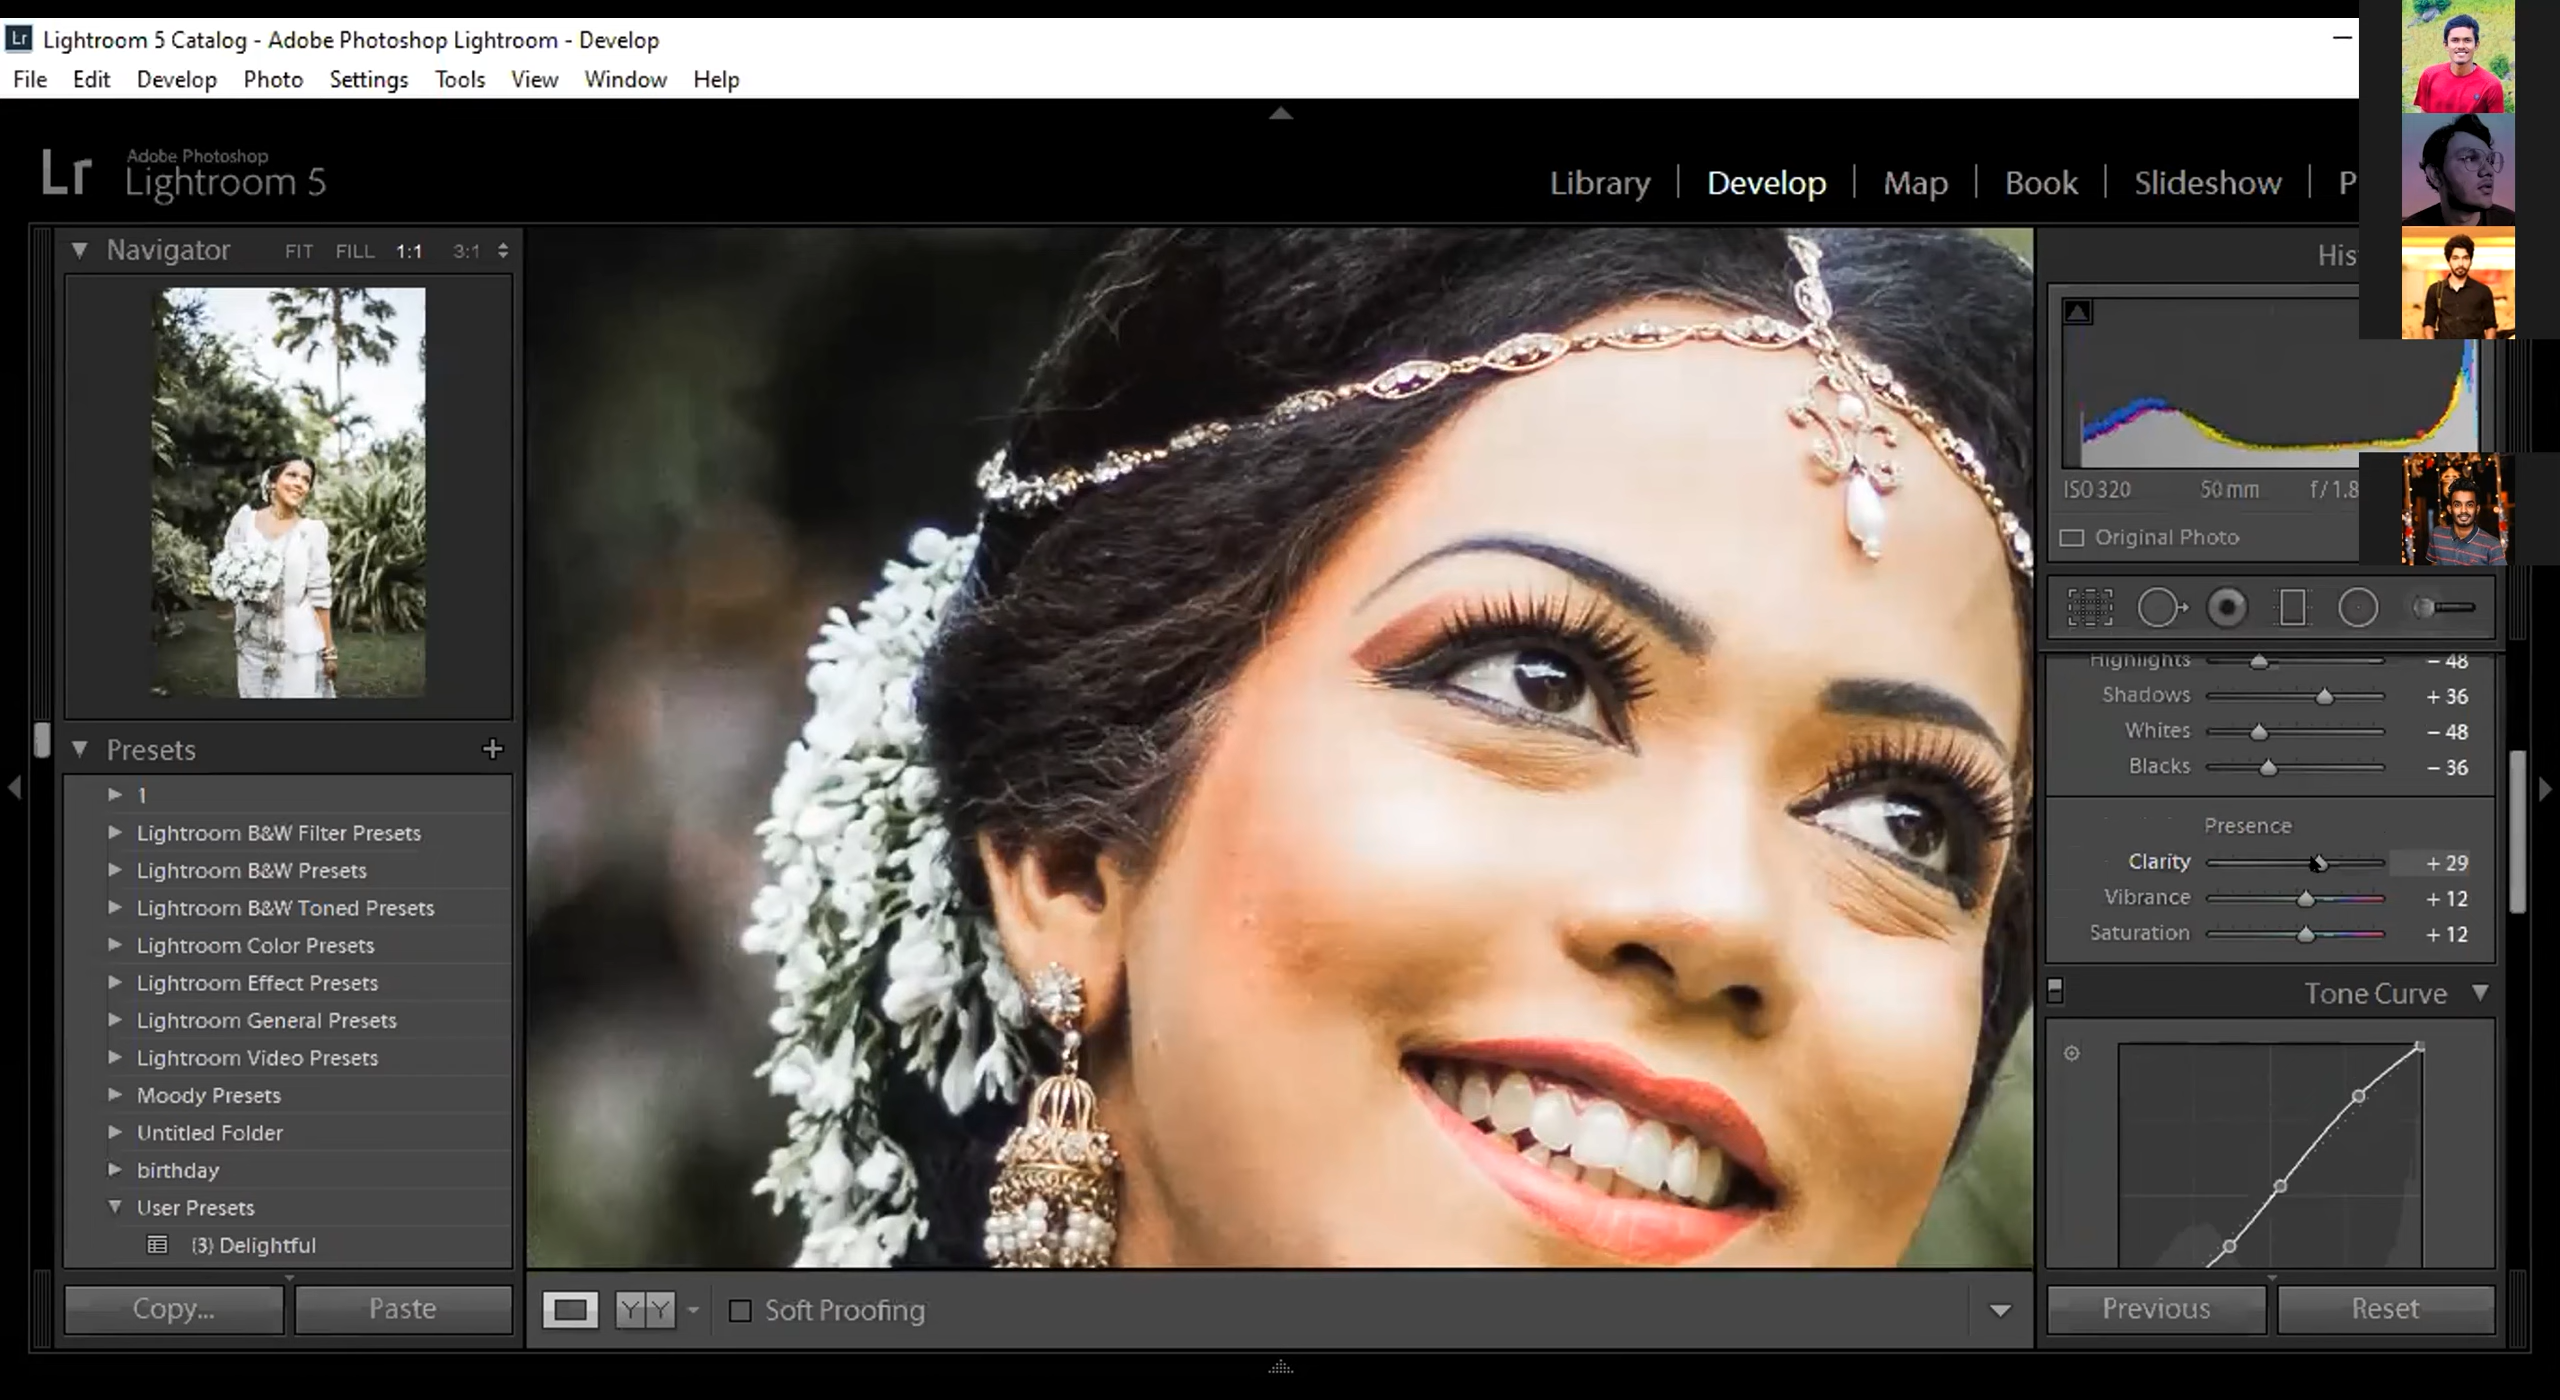 Lr Lightroom 5 Catalog - Adobe Photoshop Lightroom - Develop
File Edit Develop Photo Settings Tools View Window Help
Lr Adobe Photoshop
Lightroom 5
Library | Develop | Map | Book | Slideshow | P
Navigator FIT FILL 1:1 3:1
His
ISO 320 50 mm f / 1.8
Original Photo
Highlights - 48
Shadows + 36
Whites - 48
Blacks - 36
Presence
Clarity + 29
Vibrance + 12
Saturation + 12
Tone Curve
Presets +
1
Lightroom B&W Filter Presets
Lightroom B&W Presets
Lightroom B&W Toned Presets
Lightroom Color Presets
Lightroom Effect Presets
Lightroom General Presets
Lightroom Video Presets
Moody Presets
Untitled Folder
birthday
User Presets
(3) Delightful
Copy... Paste
YY Soft Proofing
Previous Reset